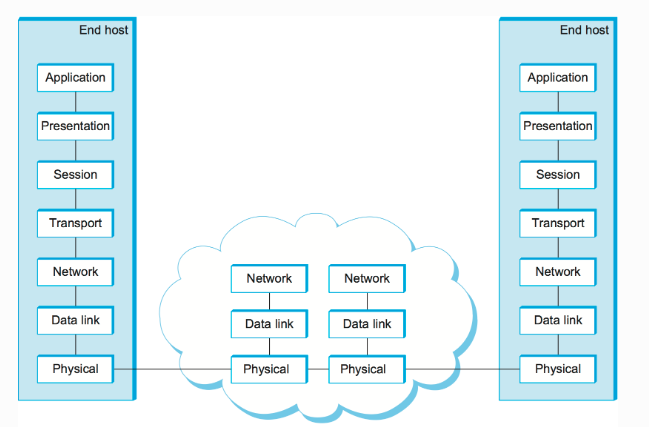 End host
Application
Presentation
Session
Transport
Network
Data link
Physical
Network
Data link
Physical
Network
Data link
Physical
End host
Application
Presentation
Session
Transport
Network
Data link
Physical